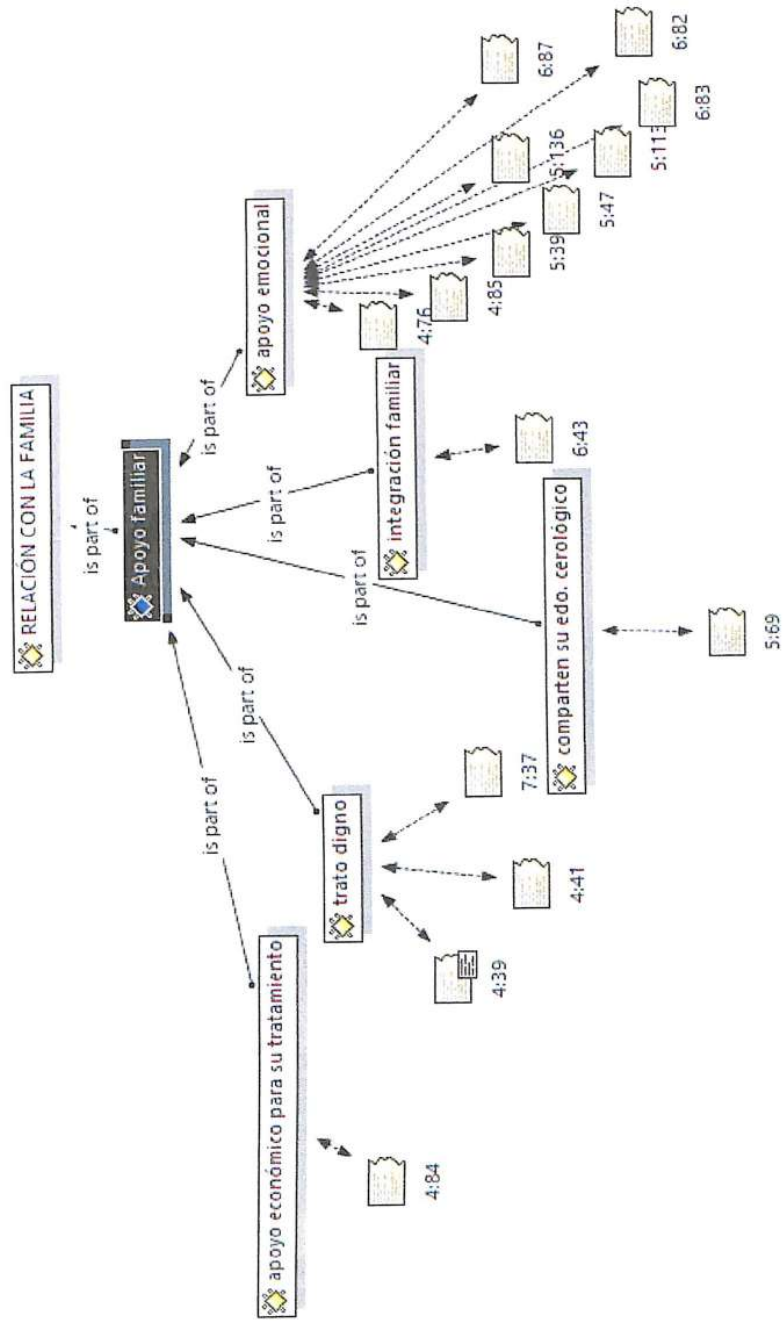 RELACIÓN CON LA FAMILIA
is part of
Apoyo familiar
is part of
is part of
is part of
is part of
is part of
apoyo económico para su tratamiento
trato digno
comparten su edo. cerológico
integración familiar
apoyo emocional
4:84
4:39
4:41
7:37
5:69
6:43
4:76
4:85
5:39
5:47
5:136
5:113
6:83
6:87
6:82